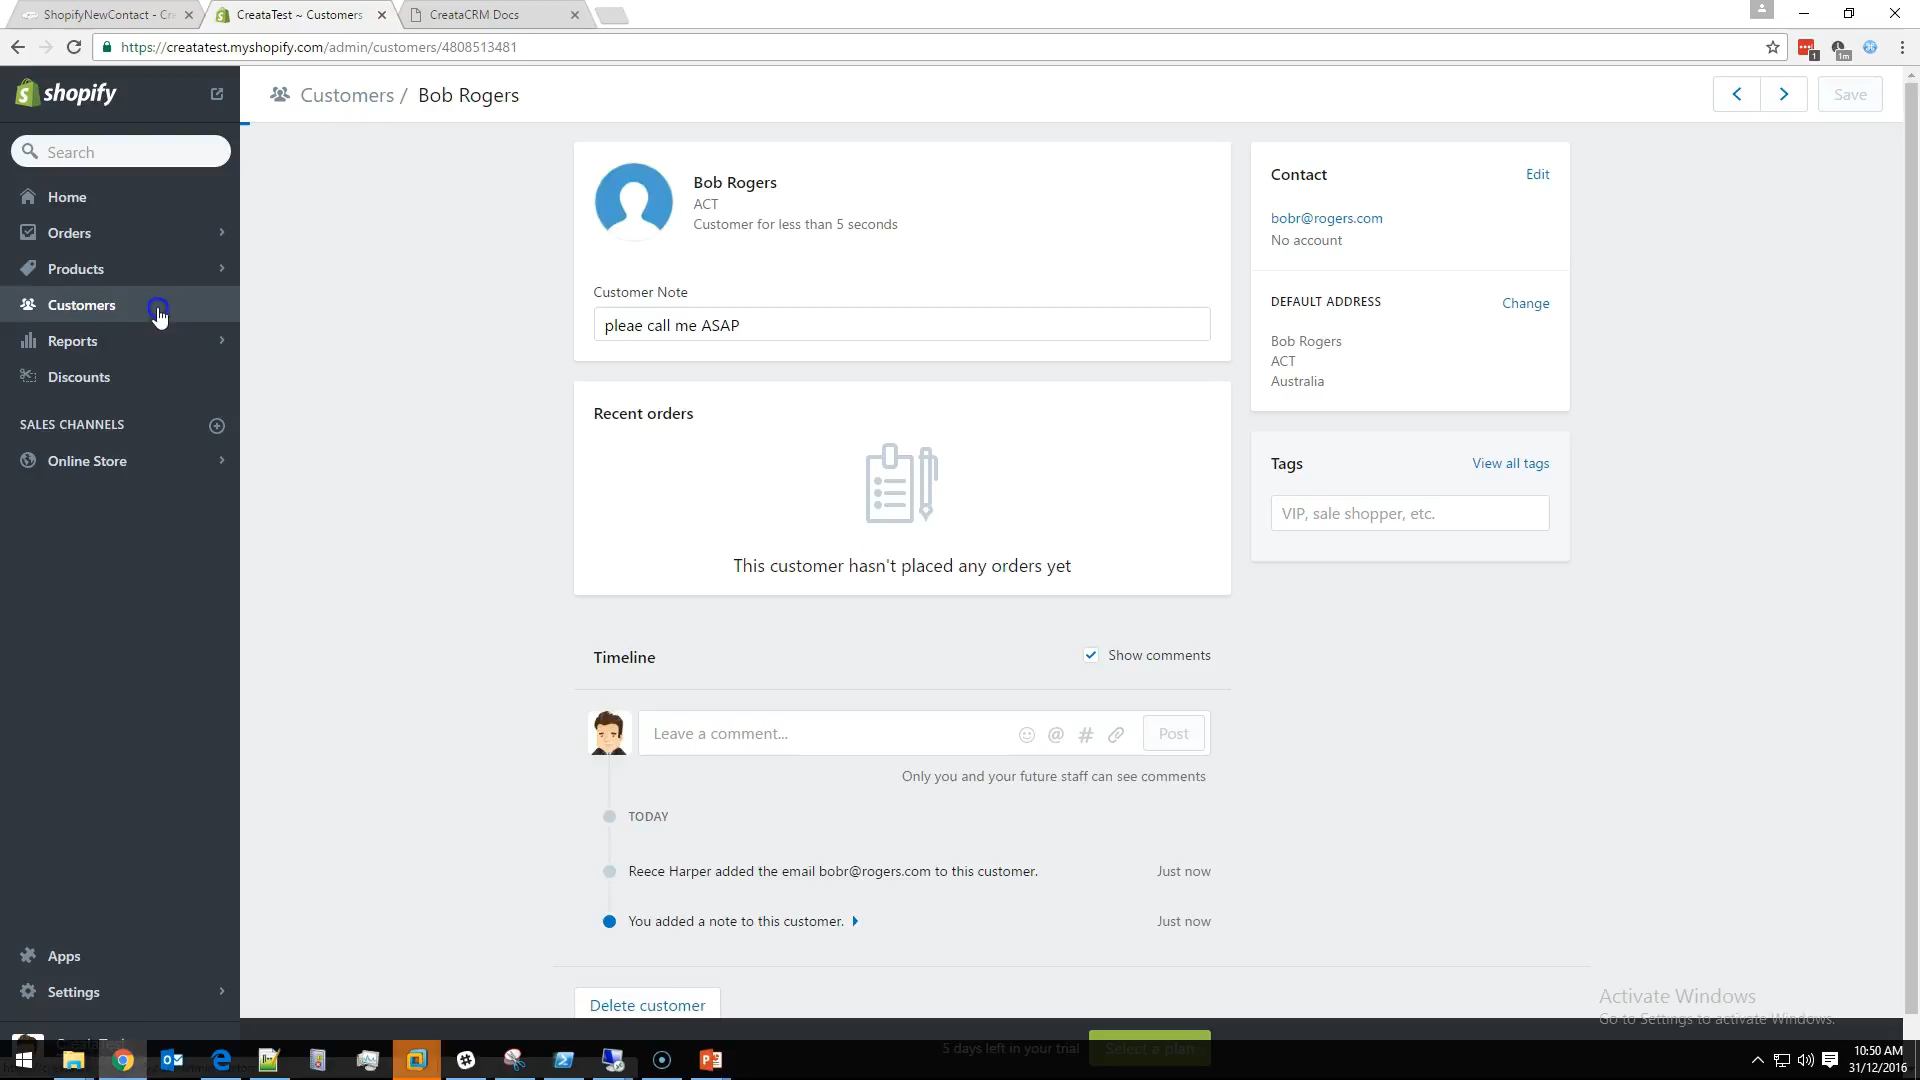 ShopifyNewContact - Cre
CreataTest ~ Customers
CreataCRM Docs
https://creatatest.myshopify.com/admin/customers/4808513481
1
1m
shopify
Customers / Bob Rogers
Save
Search
Home
Orders
Products
Customers
Reports
Discounts
SALES CHANNELS
Online Store
Apps
Settings
Bob Rogers
ACT
Customer for less than 5 seconds
Customer Note
pleae call me ASAP
Recent orders
This customer hasn't placed any orders yet
Timeline
Show comments
Leave a comment...
@ #
Post
Only you and your future staff can see comments
TODAY
Reece Harper added the email bobr@rogers.com to this customer.
Just now
You added a note to this customer.
Just now
Delete customer
Contact
Edit
bobr@rogers.com
No account
DEFAULT ADDRESS
Change
Bob Rogers
ACT
Australia
Tags
View all tags
VIP, sale shopper, etc.
Activate Windows
Go to Settings to activate Windows.
CreataTest
5 days left in your trial
Select a plan
10:50 AM
31/12/2016